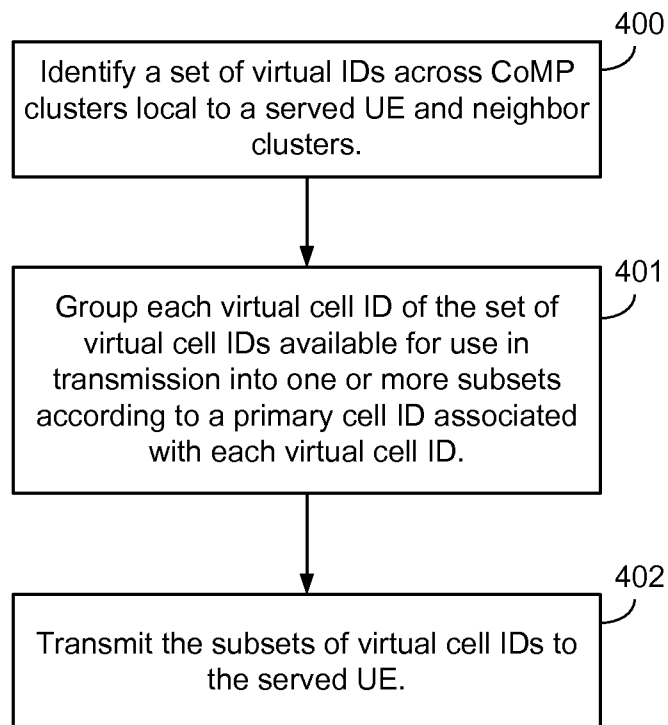 400
Identify a set of virtual IDs across CoMP
clusters local to a served UE and neighbor
clusters.
401
Group each virtual cell ID of the set of
virtual cell IDs available for use in
transmission into one or more subsets
according to a primary cell ID associated
with each virtual cell ID.
402
Transmit the subsets of virtual cell IDs to
the served UE.